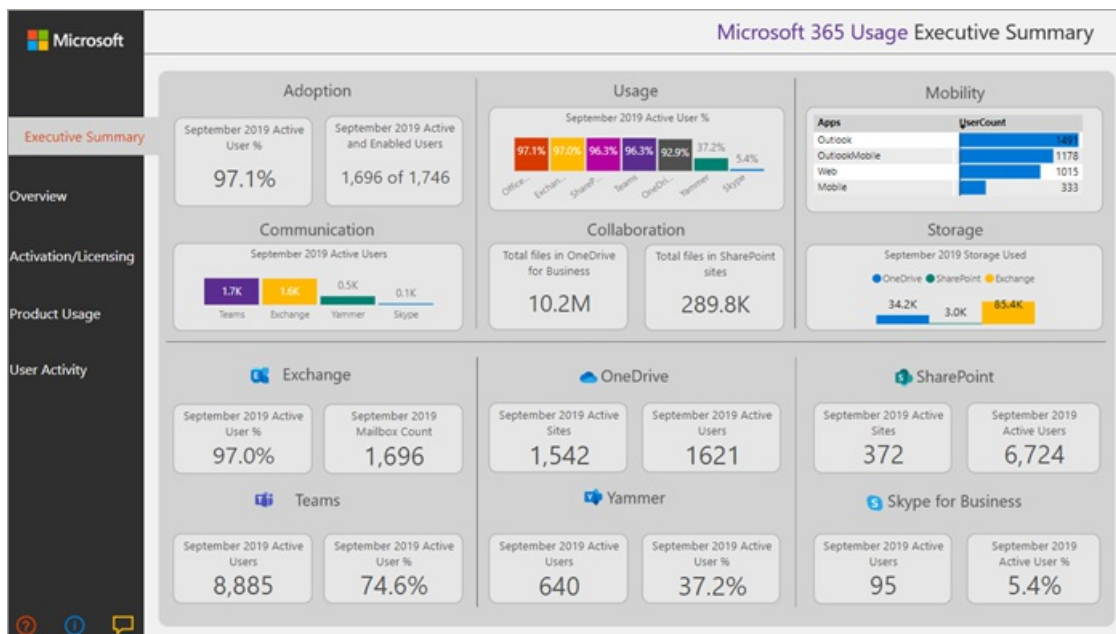 Microsoft
Microsoft 365 Usage Executive Summary
Executive Summary
Overview
Activation/Licensing
Product Usage
User Activity
Adoption
September 2019 Active
User %
97.1%
September 2019 Active
and Enabled Users
1,696 of 1,746
Usage
September 2019 Active User %
97.1%
97.0%
96.3%
96.3%
92.9%
37.2%
5.4%
Office...
Exchan...
ShareP...
Teams
OneDri...
Yammer
Skype
Mobility
Apps UserCount
Outlook 1491
OutlookMobile 1178
Web 1015
Mobile 333
Communication
September 2019 Active Users
1.7K
1.6K
0.5K
0.1K
Teams
Exchange
Yammer
Skype
Collaboration
Total files in OneDrive
for Business
10.2M
Total files in SharePoint
sites
289.8K
Storage
September 2019 Storage Used
OneDrive SharePoint Exchange
34.2K
3.0K
85.4K
Exchange
September 2019 Active
User %
97.0%
September 2019
Mailbox Count
1,696
OneDrive
September 2019 Active
Sites
1,542
September 2019 Active
Users
1621
SharePoint
September 2019 Active
Sites
372
September 2019
Active Users
6,724
Teams
September 2019 Active
Users
8,885
September 2019 Active
User %
74.6%
Yammer
September 2019 Active
Users
640
September 2019 Active
User %
37.2%
Skype for Business
September 2019 Active
Users
95
September 2019
Active User %
5.4%